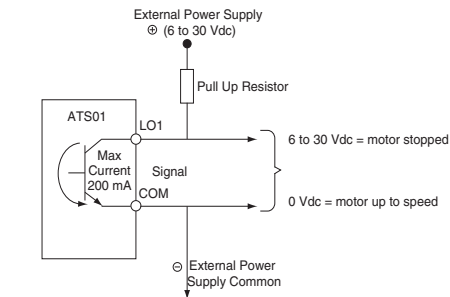 External Power Supply
⊕ (6 to 30 Vdc)
Pull Up Resistor
ATS01
LO1
6 to 30 Vdc = motor stopped
Max
Current
200 mA
Signal
COM
0 Vdc = motor up to speed
⊖ External Power
Supply Common